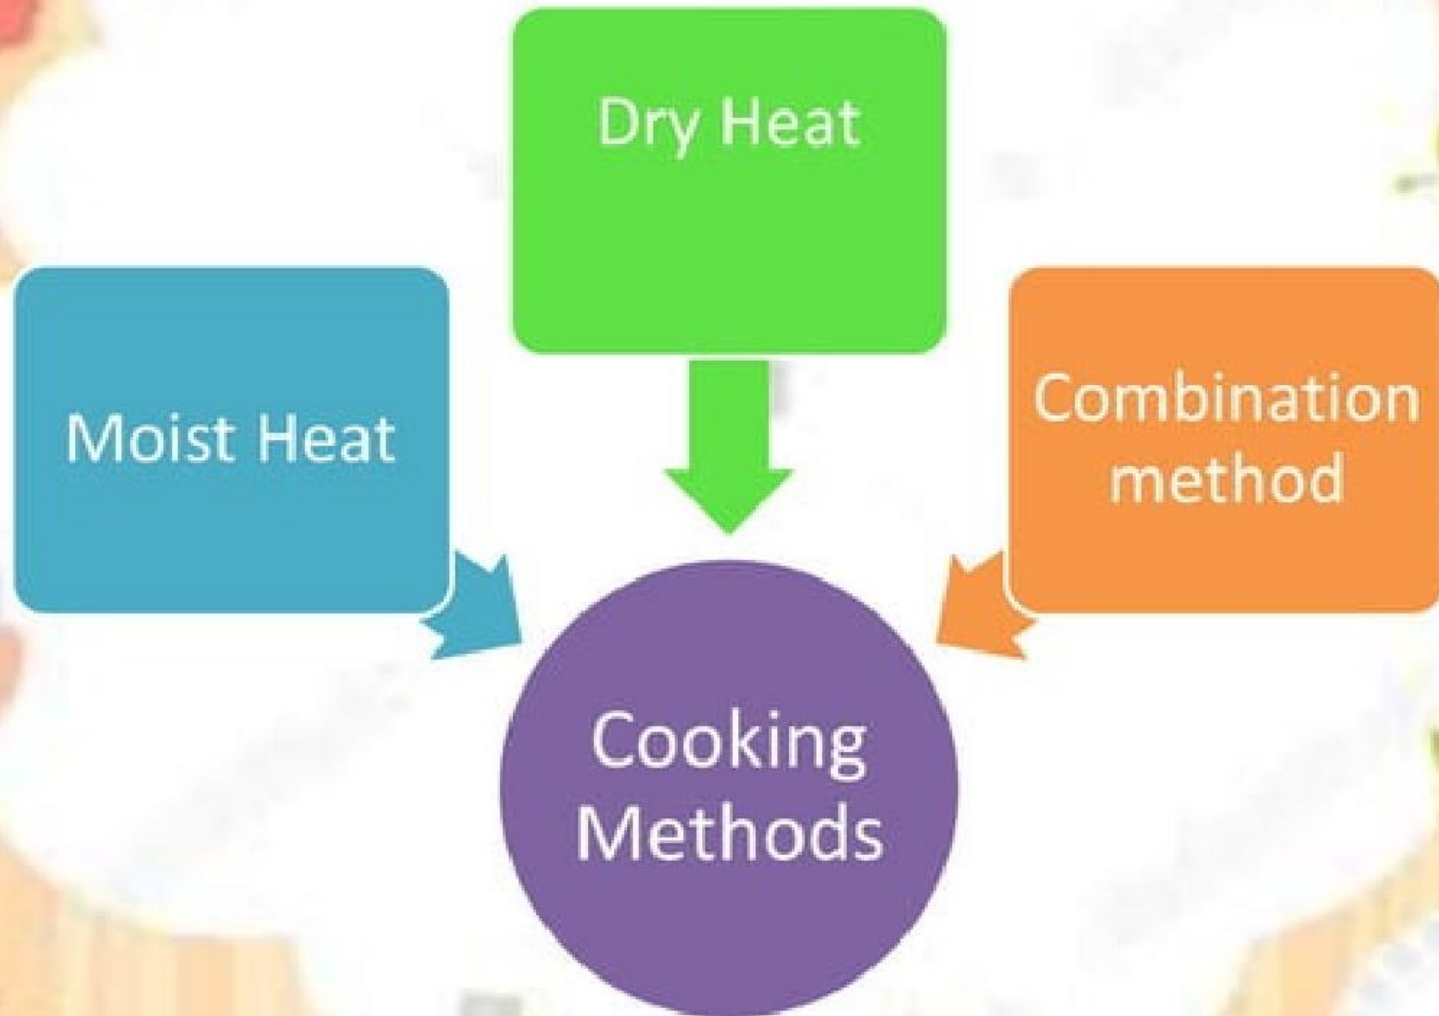 Dry Heat
Moist Heat
Combination
method
Cooking
Methods